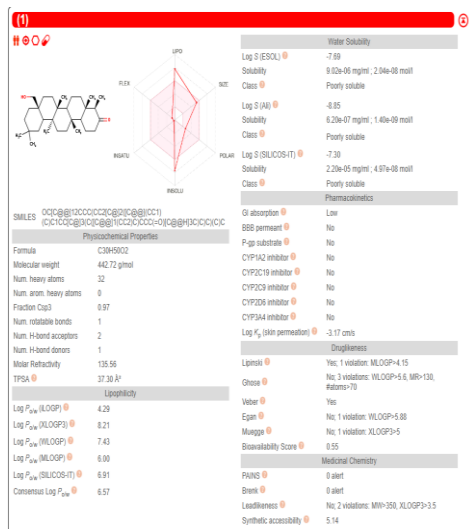 (1)
LIPO
FLEX
SIZE
INSATU
POLAR
INSOLU
SMILES
Physicochemical Properties
Formula C30H50O2
Molecular weight 442.72 g/mol
Num. heavy atoms 32
Num. arom. heavy atoms 0
Fraction Csp3 0.97
Num. rotatable bonds 1
Num. H-bond acceptors 2
Num. H-bond donors 1
Molar Refractivity 135.56
TPSA 37.30 Å²
Lipophilicity
Log Po/w (iLOGP) 4.29
Log Po/w (XLOGP3) 8.21
Log Po/w (WLOGP) 7.43
Log Po/w (MLOGP) 6.00
Log Po/w (SILICOS-IT) 6.91
Consensus Log Po/w 6.57
Water Solubility
Log S (ESOL) -7.69
Solubility 9.02e-06 mg/ml ; 2.04e-08 mol/l
Class Poorly soluble
Log S (Ali) -8.85
Solubility 6.20e-07 mg/ml ; 1.40e-09 mol/l
Class Poorly soluble
Log S (SILICOS-IT) -7.30
Solubility 2.20e-05 mg/ml ; 4.97e-08 mol/l
Class Poorly soluble
Pharmacokinetics
GI absorption Low
BBB permeant No
P-gp substrate No
CYP1A2 inhibitor No
CYP2C19 inhibitor No
CYP2C9 inhibitor No
CYP2D6 inhibitor No
CYP3A4 inhibitor No
Log Kp (skin permeation) -3.17 cm/s
Druglikeness
Lipinski Yes; 1 violation: MLOGP>4.15
Ghose No; 3 violations: WLOGP>5.6, MR>130,
#atoms>70
Veber Yes
Egan No; 1 violation: WLOGP>5.88
Muegge No; 1 violation: XLOGP3>5
Bioavailability Score 0.55
Medicinal Chemistry
PAINS 0 alert
Brenk 0 alert
Leadlikeness No; 2 violations: MW>350, XLOGP3>3.5
Synthetic accessibility 5.14